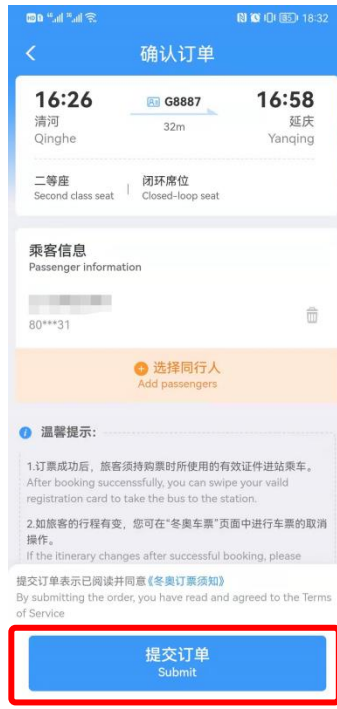 18:32
确认订单
16:26 G8887 16:58
清河 32m 延庆
Qinghe Yanqing
二等座 闭环席位
Second class seat Closed-loop seat
乘客信息
Passenger information
80***31
选择同行人
Add passengers
温馨提示:
1.订票成功后，旅客须持购票时所使用的有效证件进站乘车。
After booking succenssfully, you can swipe your vaild
registration card to take the bus to the station.
2.如旅客的行程有变，您可在“冬奥车票”页面中进行车票的取消
操作。
If the itinerary changes after successful booking, please
提交订单表示已阅读并同意《冬奥订票须知》
By submitting the order, you have read and agreed to the Terms
of Service
提交订单
Submit